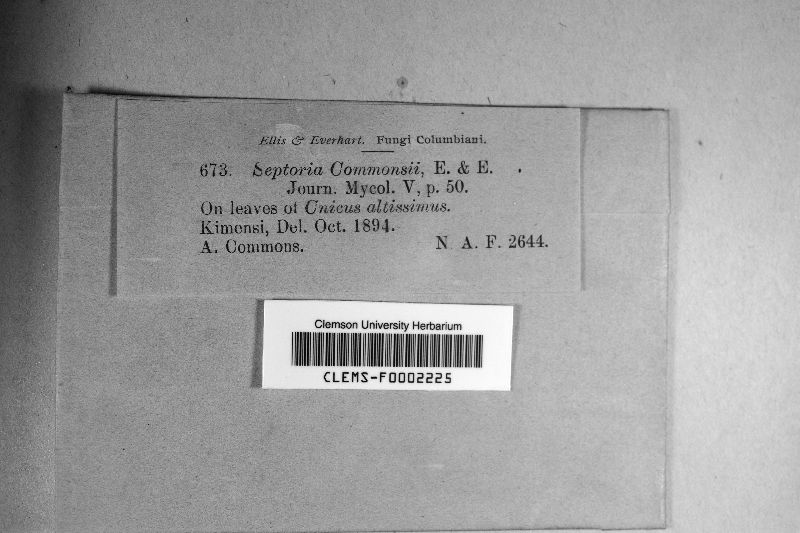 Ellis & Everhart. Fungi Columbiani.
673. Septoria Commonsii, E. & E.
Journ. Mycol. V, p. 50.
On leaves of Cnicus altissimus.
Kimensi, Del. Oct. 1894.
A. Commons. N. A. F. 2644.
Clemson University Herbarium
CLEMS-F0002225